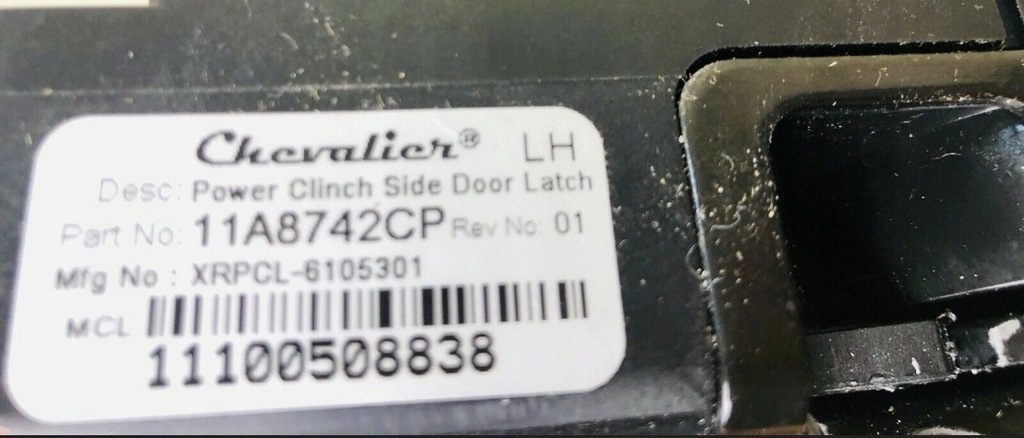 Chevalier® LH
Desc: Power Clinch Side Door Latch
Part No: 11A8742CP Rev No: 01
Mfg No : XRPCL-6105301
MCL
11100508838